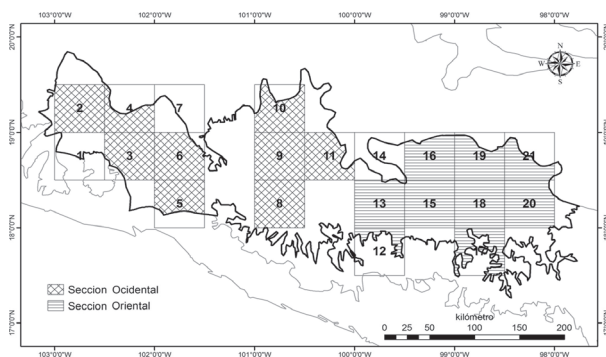 103°0'0"W 102°0'0"W 101°0'0"W 100°0'0"W 99°0'0"W 98°0'0"W
20°0'0"N
N
W E
S
2 4 7 10
19°0'0"N
1 3 6 9 11 14 16 19 21
5 8 13 15 18 20
18°0'0"N
12
Seccion Ocidental
Seccion Oriental
kilómetro
0 25 50 100 150 200
17°0'0"N
103°0'0"W 102°0'0"W 101°0'0"W 100°0'0"W 99°0'0"W 98°0'0"W